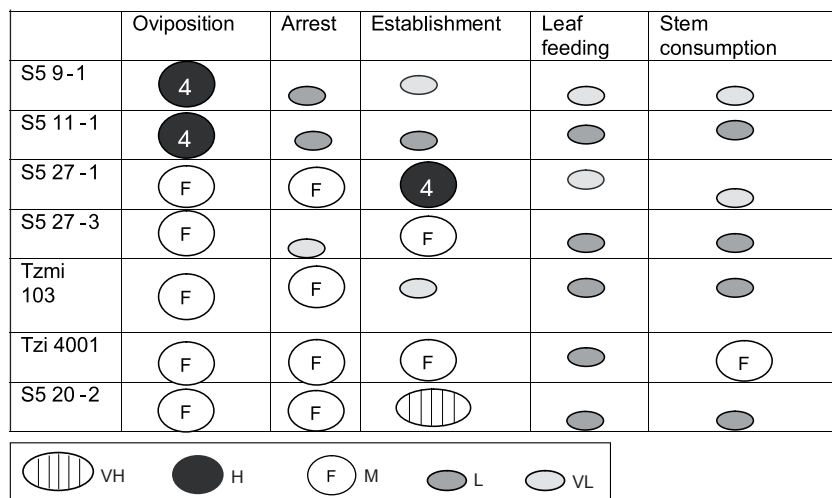 Oviposition Arrest Establishment Leaf feeding Stem consumption
S5 9-1 4
S5 11-1 4
S5 27-1 F F 4
S5 27-3 F F
Tzmi 103 F F
Tzi 4001 F F F F
S5 20-2 F F
VH H F M L VL